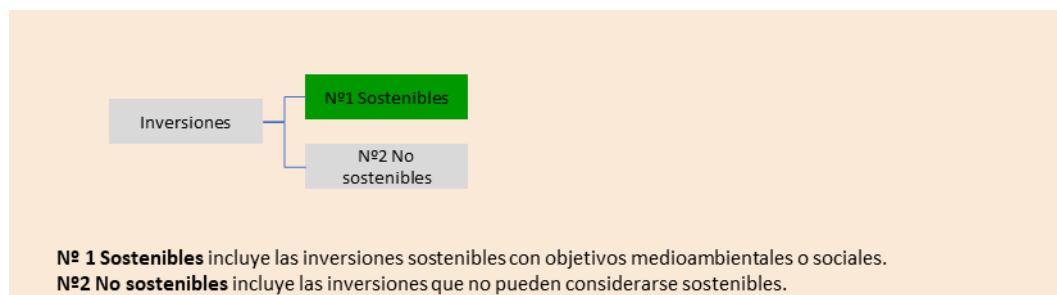 Nº1 Sostenibles
Inversiones
Nº2 No
sostenibles
Nº 1 Sostenibles incluye las inversiones sostenibles con objetivos medioambientales o sociales.
Nº2 No sostenibles incluye las inversiones que no pueden considerarse sostenibles.